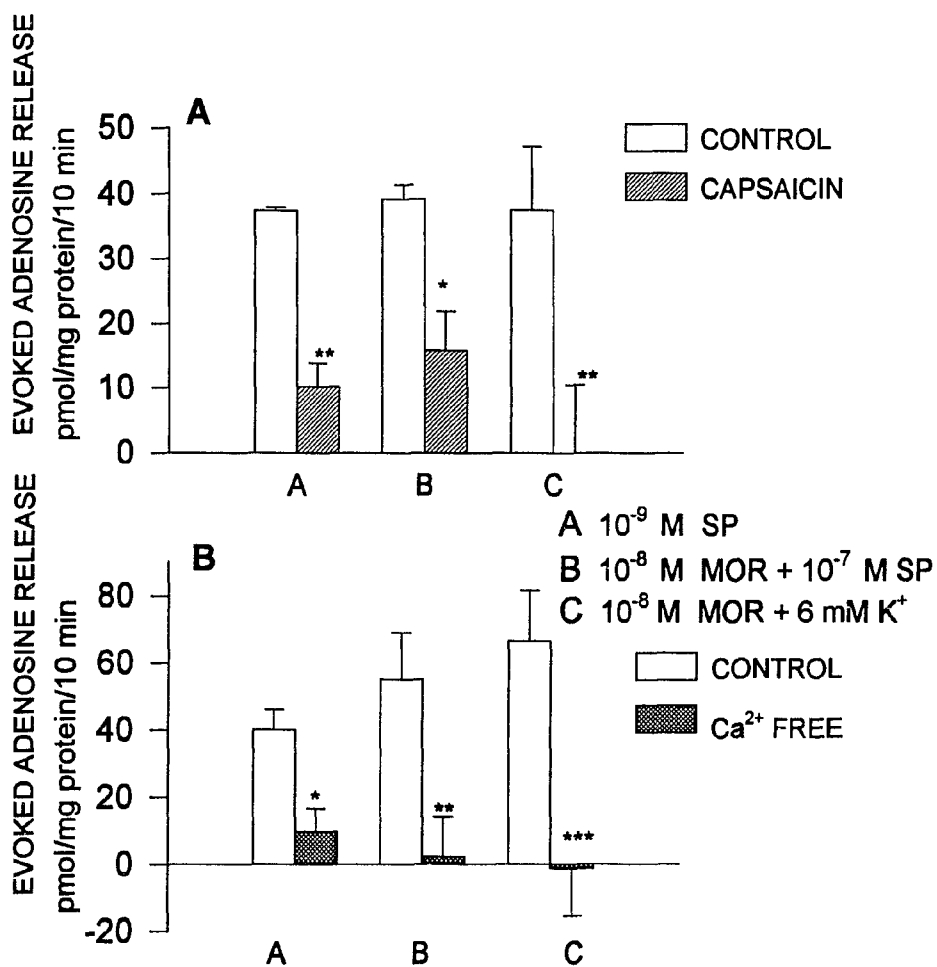 A
EVOKED ADENOSINE RELEASE
pmol/mg protein/10 min
50
40
30
20
10
0
CONTROL
CAPSAICIN
**
*
**
A B C
A 10⁻⁹ M SP
B 10⁻⁸ M MOR + 10⁻⁷ M SP
C 10⁻⁸ M MOR + 6 mM K⁺
B
EVOKED ADENOSINE RELEASE
pmol/mg protein/10 min
80
60
40
20
0
-20
CONTROL
Ca²⁺ FREE
*
**
***
A B C